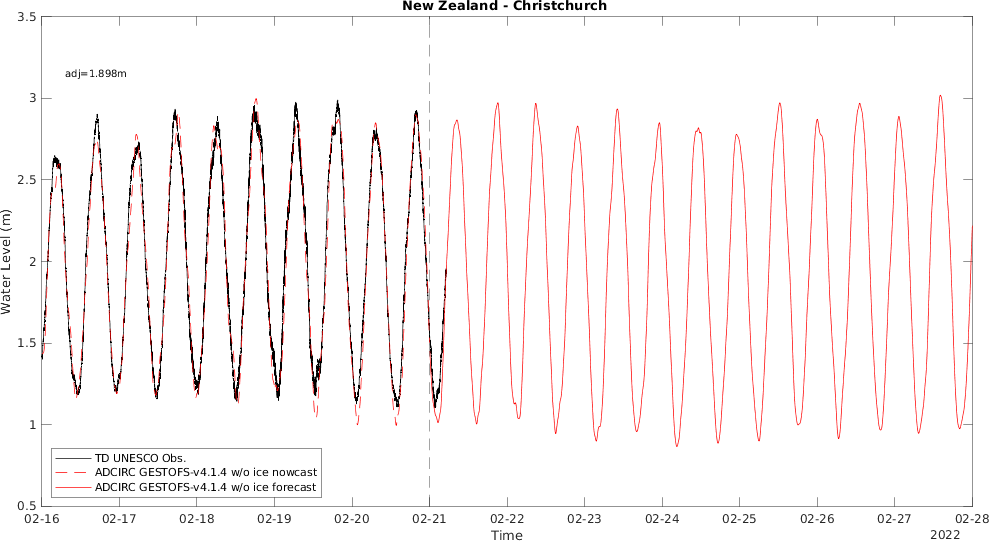 New Zealand - Christchurch
3.5
adj=1.898m
3
2.5
2
1.5
1
0.5
Water Level (m)
TD UNESCO Obs.
ADCIRC GESTOFS-v4.1.4 w/o ice nowcast
ADCIRC GESTOFS-v4.1.4 w/o ice forecast
02-16 02-17 02-18 02-19 02-20 02-21 02-22 02-23 02-24 02-25 02-26 02-27 02-28
Time
2022